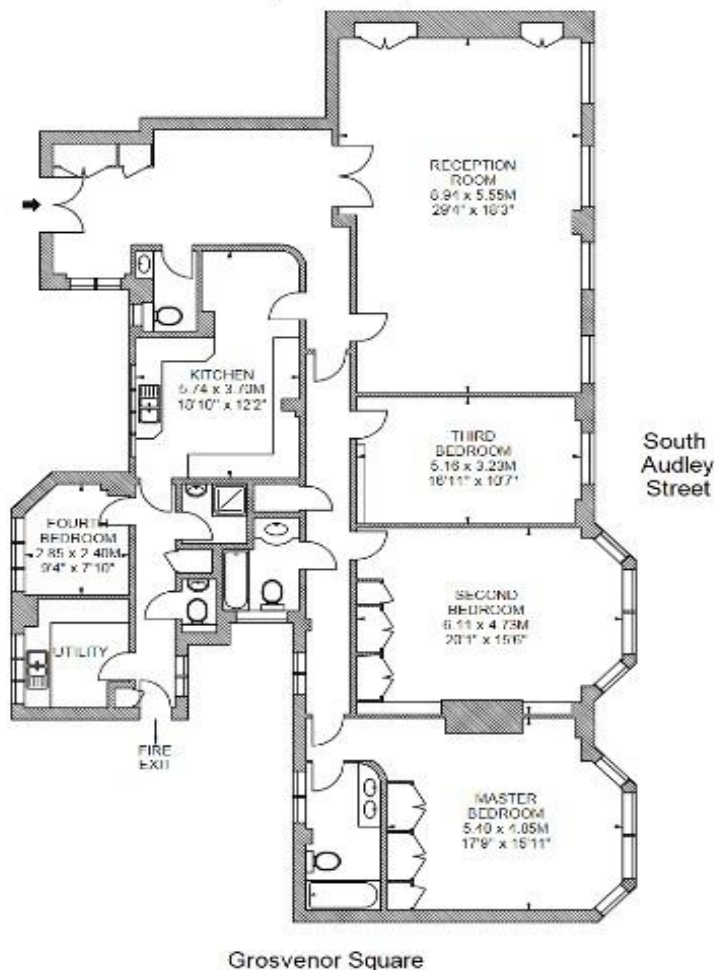 RECEPTION
ROOM
8.94 x 5.55M
29'4" x 18'3"
KITCHEN
5.74 x 3.70M
18'10" x 12'2"
THIRD
BEDROOM
5.16 x 3.23M
16'11" x 10'7"
South
Audley
Street
FOURTH
BEDROOM
2.85 x 2.40M
9'4" x 7'10"
SECOND
BEDROOM
6.11 x 4.73M
20'1" x 15'6"
UTILITY
FIRE
EXIT
MASTER
BEDROOM
5.40 x 4.85M
17'9" x 15'11"
Grosvenor Square